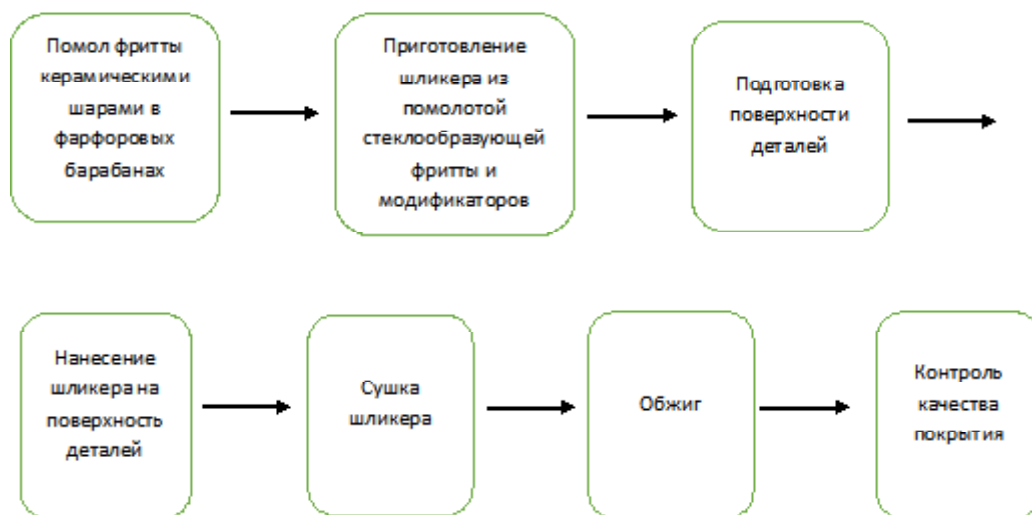 Помол фритты
керамическими
шарами в
фарфоровых
барабанах
Приготовление
шликера из
помолотой
стеклообразующей
фритты и
модификаторов
Подготовка
поверхности
деталей
Нанесение
шликера на
поверхность
деталей
Сушка
шликера
Обжиг
Контроль
качества
покрытия